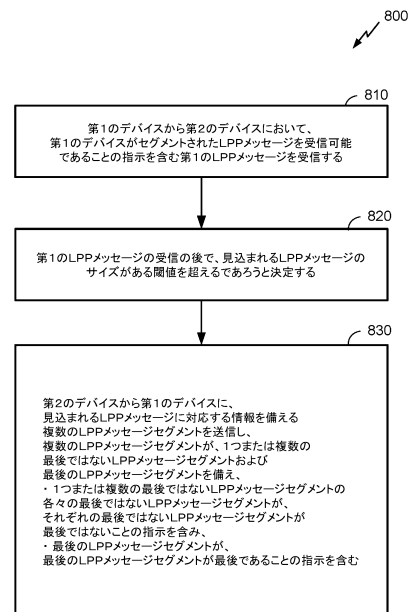 800
810
第1のデバイスから第2のデバイスにおいて、
第1のデバイスがセグメントされたLPPメッセージを受信可能
であることの指示を含む第1のLPPメッセージを受信する
820
第1のLPPメッセージの受信の後で、見込まれるLPPメッセージの
サイズがある閾値を超えるであろうと決定する
830
第2のデバイスから第1のデバイスに、
見込まれるLPPメッセージに対応する情報を備える
複数のLPPメッセージセグメントを送信し、
複数のLPPメッセージセグメントが、1つまたは複数の
最後ではないLPPメッセージセグメントおよび
最後のLPPメッセージセグメントを備え、
・1つまたは複数の最後ではないLPPメッセージセグメントの
各々の最後ではないLPPメッセージセグメントが、
それぞれの最後ではないLPPメッセージセグメントが
最後ではないことの指示を含み、
・最後のLPPメッセージセグメントが、
最後のLPPメッセージセグメントが最後であることの指示を含む